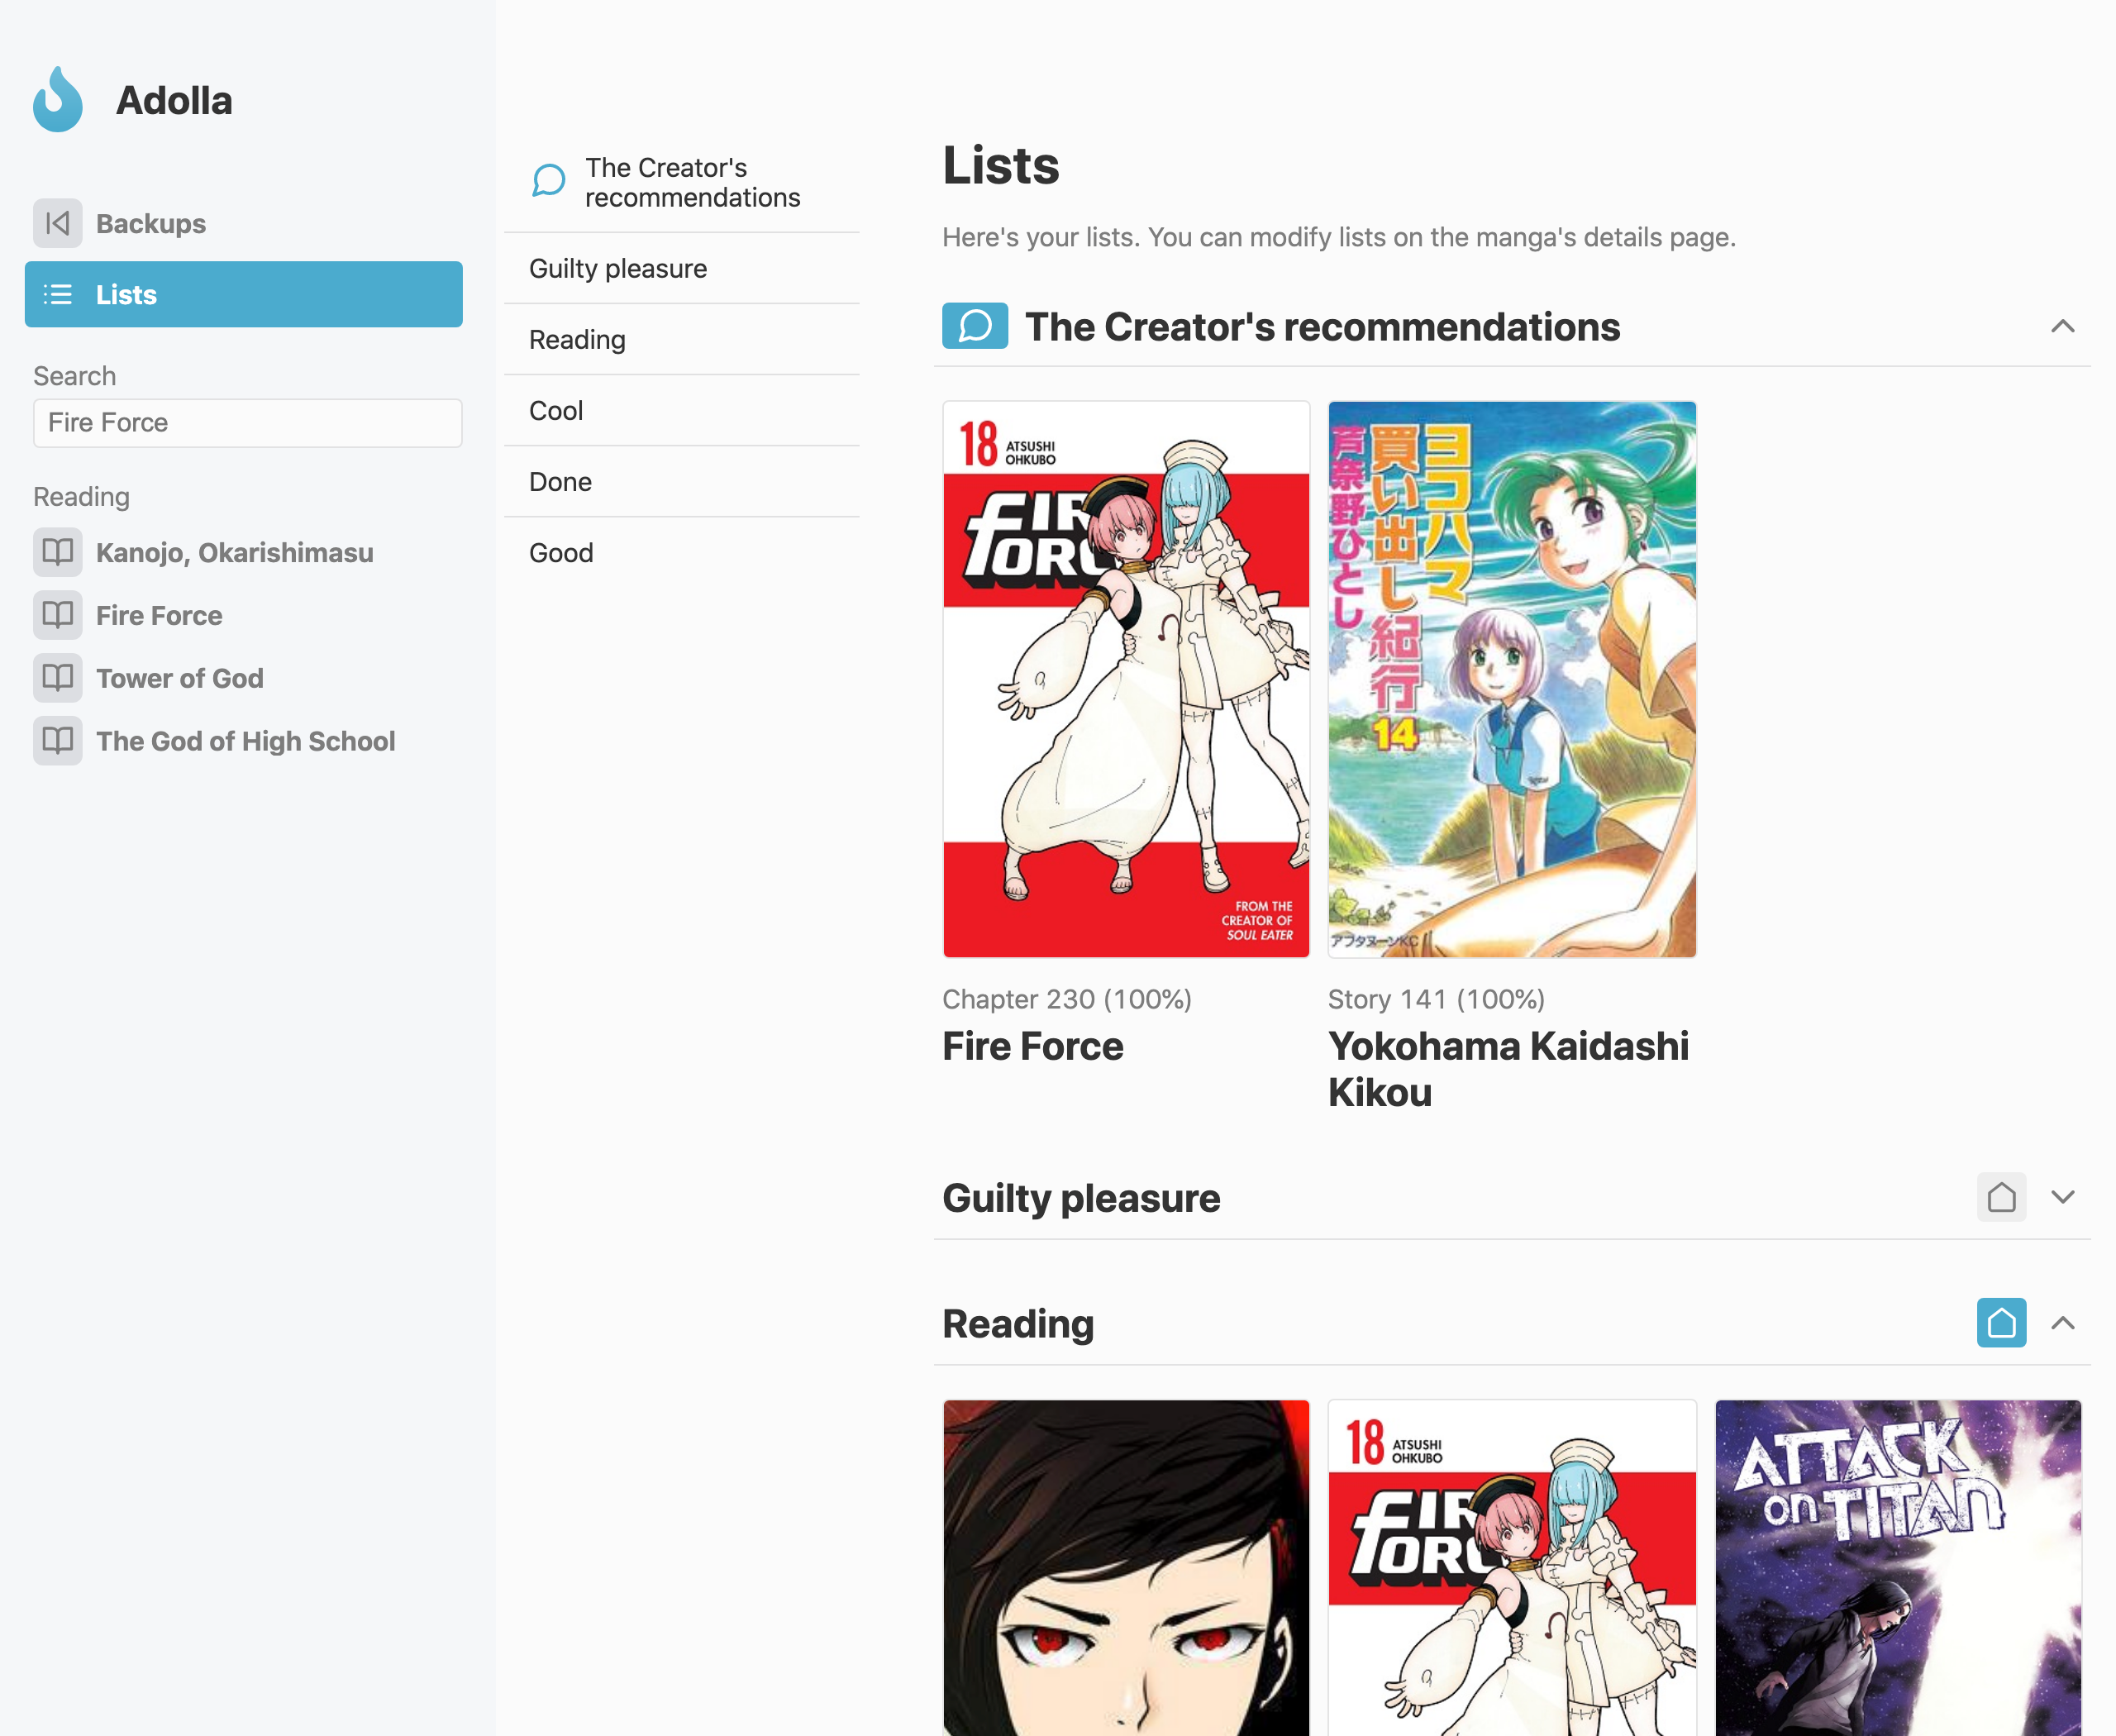 Adolla
Backups
Lists
Search
Fire Force
Reading
Kanojo, Okarishimasu
Fire Force
Tower of God
The God of High School
The Creator's
recommendations
Guilty pleasure
Reading
Cool
Done
Good
Lists
Here's your lists. You can modify lists on the manga's details page.
The Creator's recommendations
18 ATSUSHI
OHKUBO
FIR
FORC
FROM THE
CREATOR OF
SOUL EATER
ヨコハマ
買い出し紀行
14
芦奈野ひとし
アフタヌーンKC
Chapter 230 (100%)
Fire Force
Story 141 (100%)
Yokohama Kaidashi
Kikou
Guilty pleasure
Reading
18 ATSUSHI
OHKUBO
FIR
FORC
ATTACK
on TITAN